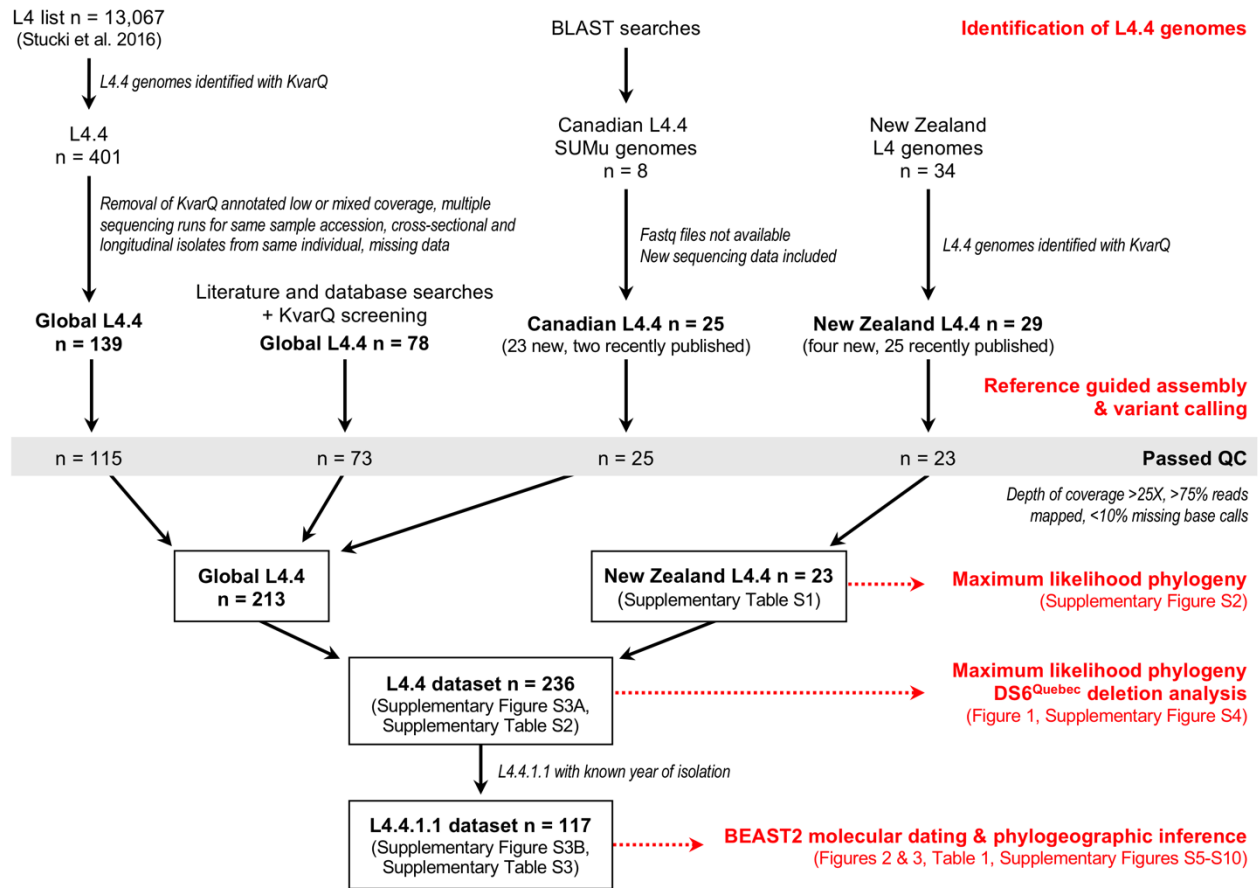 L4 list n = 13,067
(Stucki et al. 2016)
BLAST searches
Identification of L4.4 genomes
L4.4 genomes identified with KvarQ
L4.4
n = 401
Canadian L4.4
SUMu genomes
n = 8
New Zealand
L4 genomes
n = 34
Removal of KvarQ annotated low or mixed coverage, multiple
sequencing runs for same sample accession, cross-sectional and
longitudinal isolates from same individual, missing data
Fastq files not available
New sequencing data included
L4.4 genomes identified with KvarQ
Global L4.4
n = 139
Literature and database searches
+ KvarQ screening
Global L4.4 n = 78
Canadian L4.4 n = 25
(23 new, two recently published)
New Zealand L4.4 n = 29
(four new, 25 recently published)
Reference guided assembly
& variant calling
n = 115
n = 73
n = 25
n = 23
Passed QC
Depth of coverage >25X, >75% reads
mapped, <10% missing base calls
Global L4.4
n = 213
New Zealand L4.4 n = 23
(Supplementary Table S1)
Maximum likelihood phylogeny
(Supplementary Figure S2)
L4.4 dataset n = 236
(Supplementary Figure S3A,
Supplementary Table S2)
Maximum likelihood phylogeny
DS6Quebec deletion analysis
(Figure 1, Supplementary Figure S4)
L4.4.1.1 with known year of isolation
L4.4.1.1 dataset n = 117
(Supplementary Figure S3B,
Supplementary Table S3)
BEAST2 molecular dating & phylogeographic inference
(Figures 2 & 3, Table 1, Supplementary Figures S5-S10)